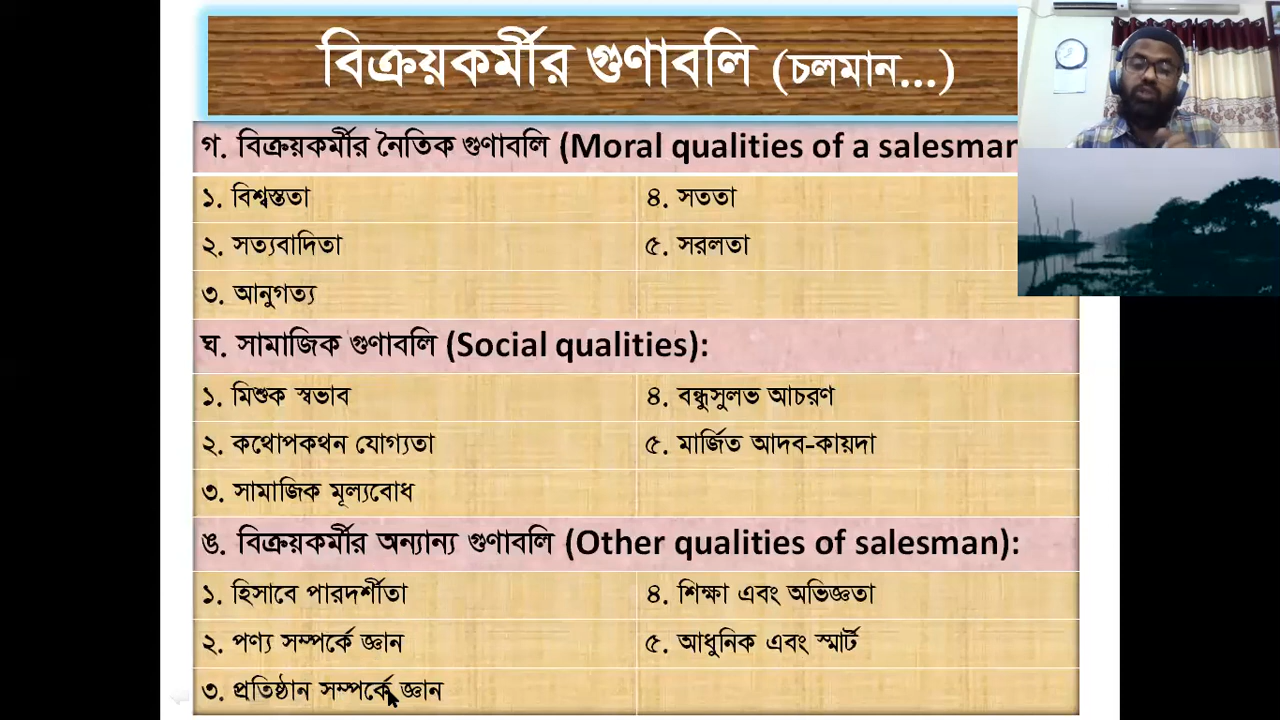 বিক্রয়কর্মীর গুণাবলি (চলমান...)
গ. বিক্রয়কর্মীর নৈতিক গুণাবলি (Moral qualities of a salesman
১. বিশ্বস্ততা
৪. সততা
২. সত্যবাদিতা
৫. সরলতা
৩. আনুগত্য
ঘ. সামাজিক গুণাবলি (Social qualities):
১. মিশুক স্বভাব
৪. বন্ধুসুলভ আচরণ
২. কথোপকথন যোগ্যতা
৫. মার্জিত আদব-কায়দা
৩. সামাজিক মূল্যবোধ
ঙ. বিক্রয়কর্মীর অন্যান্য গুণাবলি (Other qualities of salesman):
১. হিসাবে পারদর্শীতা
৪. শিক্ষা এবং অভিজ্ঞতা
২. পণ্য সম্পর্কে জ্ঞান
৫. আধুনিক এবং স্মার্ট
৩. প্রতিষ্ঠান সম্পর্কে জ্ঞান